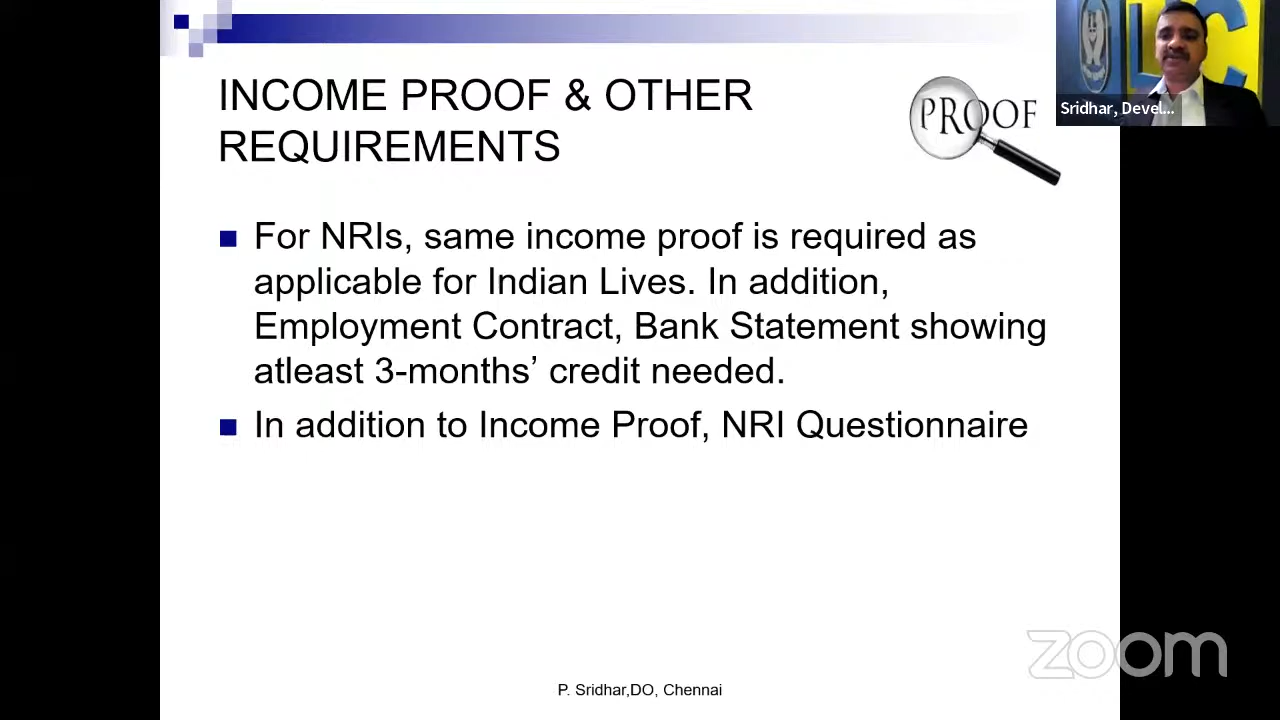 INCOME PROOF & OTHER
REQUIREMENTS
PROOF
LIC
Sridhar, Devel...
For NRIs, same income proof is required as
applicable for Indian Lives. In addition,
Employment Contract, Bank Statement showing
atleast 3-months’ credit needed.
In addition to Income Proof, NRI Questionnaire
zoom
P. Sridhar,DO, Chennai